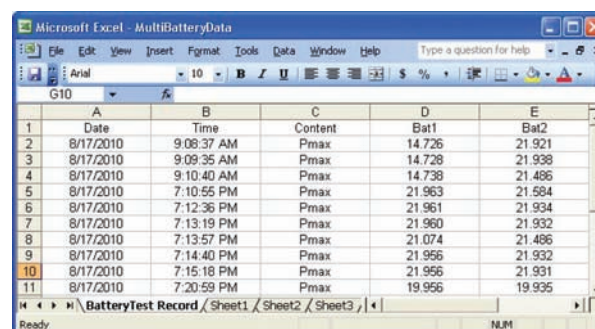 Microsoft Excel - MultiBatteryData
File Edit View Insert Format Tools Data Window Help Type a question for help
Arial 10 B I U $ % ,
G10 fx
A B C D E
1 Date Time Content Bat1 Bat2
2 8/17/2010 9:08:37 AM Pmax 14.726 21.921
3 8/17/2010 9:09:35 AM Pmax 14.728 21.938
4 8/17/2010 9:10:40 AM Pmax 14.738 21.486
5 8/17/2010 7:10:55 PM Pmax 21.963 21.584
6 8/17/2010 7:12:36 PM Pmax 21.961 21.934
7 8/17/2010 7:13:19 PM Pmax 21.960 21.932
8 8/17/2010 7:13:57 PM Pmax 21.074 21.486
9 8/17/2010 7:14:40 PM Pmax 21.956 21.932
10 8/17/2010 7:15:18 PM Pmax 21.956 21.931
11 8/17/2010 7:20:59 PM Pmax 19.956 19.935
BatteryTest Record Sheet1 Sheet2 Sheet3
Ready NUM